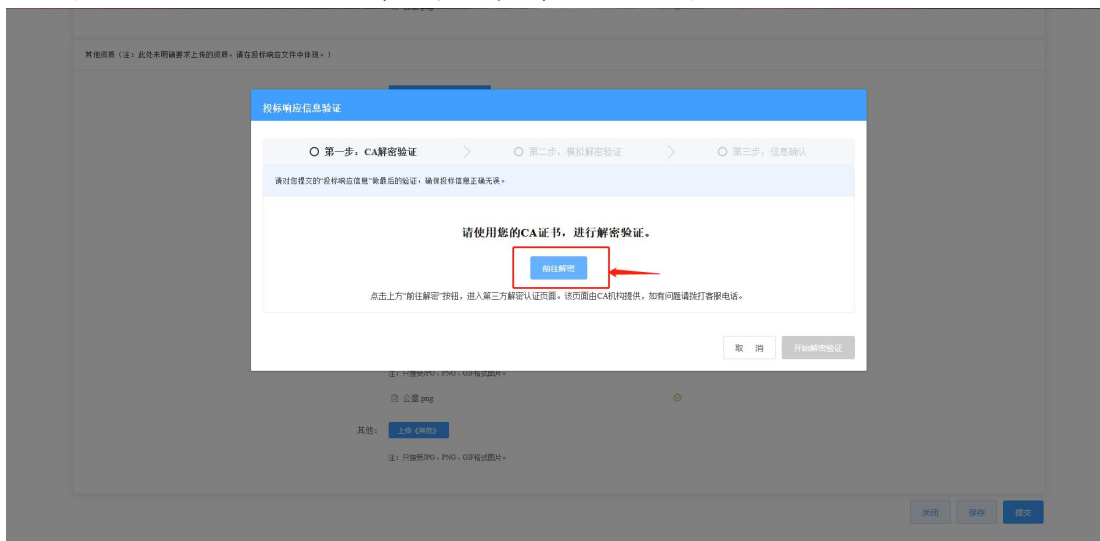 其他资质（注：此处未明确要求上传的资质，请在投标响应文件中体现。）
投标响应信息验证
第一步：CA解密验证
第二步：模拟解密验证
第三步：信息确认
请对您提交的“投标响应信息”做最后的验证，确保投标信息正确无误。
请使用您的CA证书，进行解密验证。
前往解密
点击上方“前往解密”按钮，进入第三方解密认证页面。该页面由CA机构提供，如有问题请拨打客服电话。
取 消
开始解密验证
注：只接受JPG、PNG、GIF格式图片。
公章.png
其他：
上传《其他》
注：只接受JPG、PNG、GIF格式图片。
关闭
保存
提交